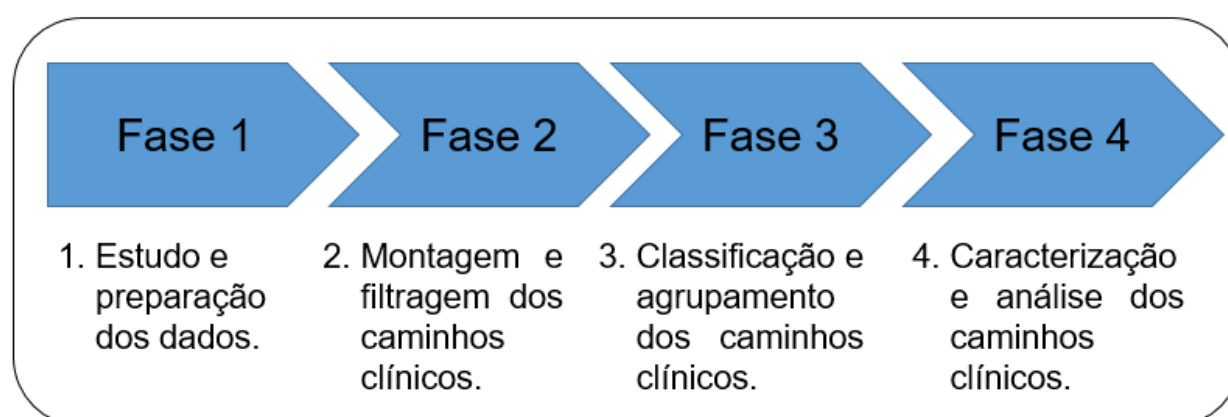 Fase 1
Fase 2
Fase 3
Fase 4
1. Estudo e
preparação
dos dados.
2. Montagem e
filtragem dos
caminhos
clínicos.
3. Classificação e
agrupamento
dos caminhos
clínicos.
4. Caracterização
e análise dos
caminhos
clínicos.